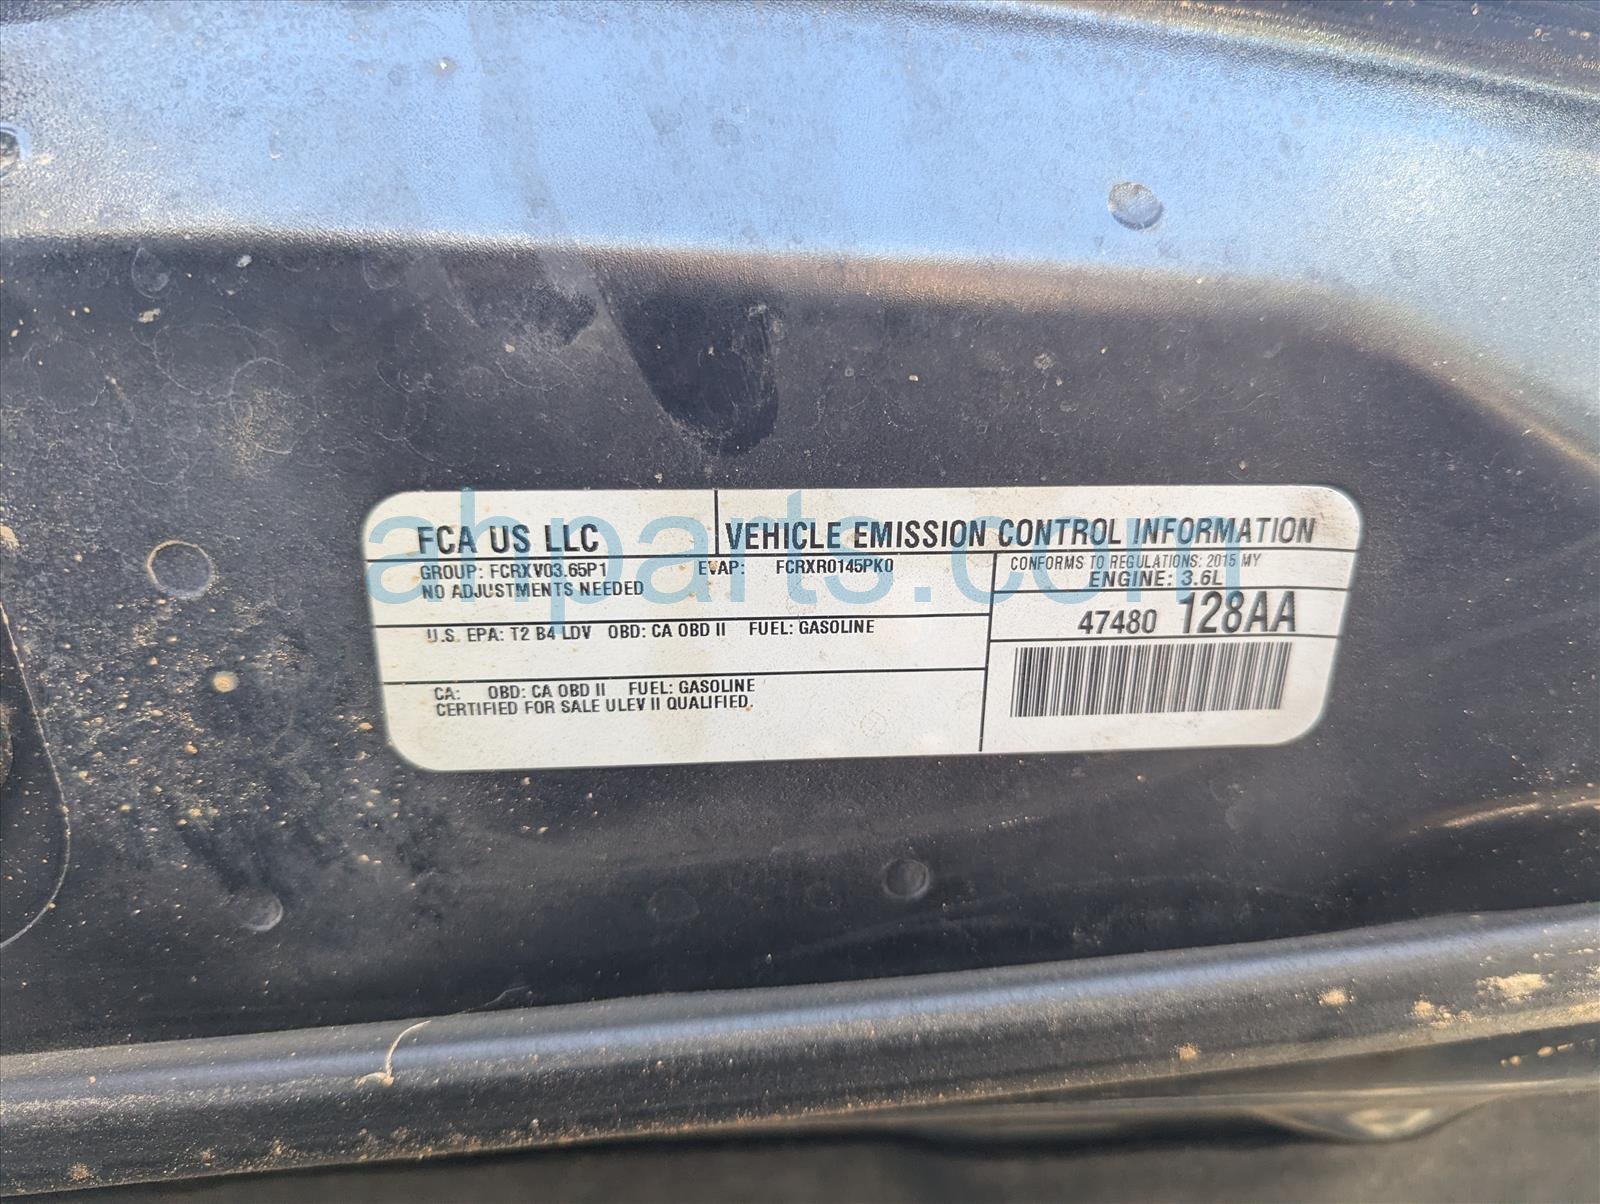 FCA US LLC
VEHICLE EMISSION CONTROL INFORMATION
GROUP: FCRXV03.65P1 EVAP: FCRXR0145PK0
NO ADJUSTMENTS NEEDED
CONFORMS TO REGULATIONS: 2015 MY
ENGINE: 3.6L
47480 128AA
U.S. EPA: T2 B4 LDV OBD: CA OBD II FUEL: GASOLINE
CA: OBD: CA OBD II FUEL: GASOLINE
CERTIFIED FOR SALE ULEV II QUALIFIED.
ahparts.com